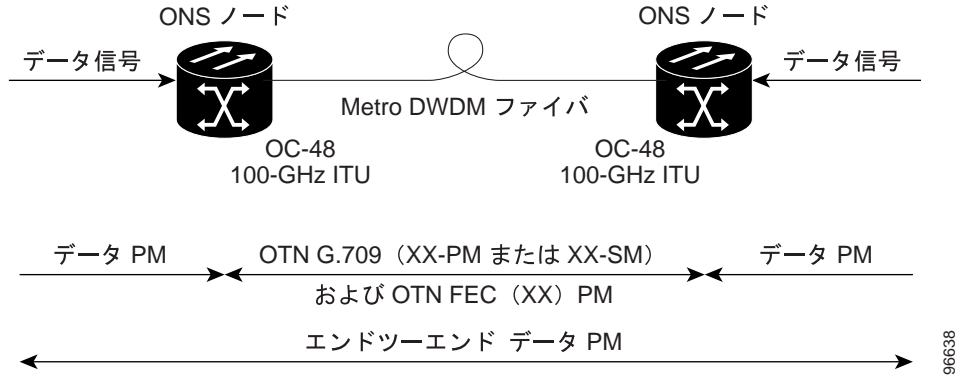 ONS ノード
ONS ノード
データ信号
データ信号
Metro DWDM ファイバ
OC-48
100-GHz ITU
OC-48
100-GHz ITU
データ PM
OTN G.709（XX-PM または XX-SM）
データ PM
および OTN FEC（XX）PM
エンドツーエンド データ PM
96638